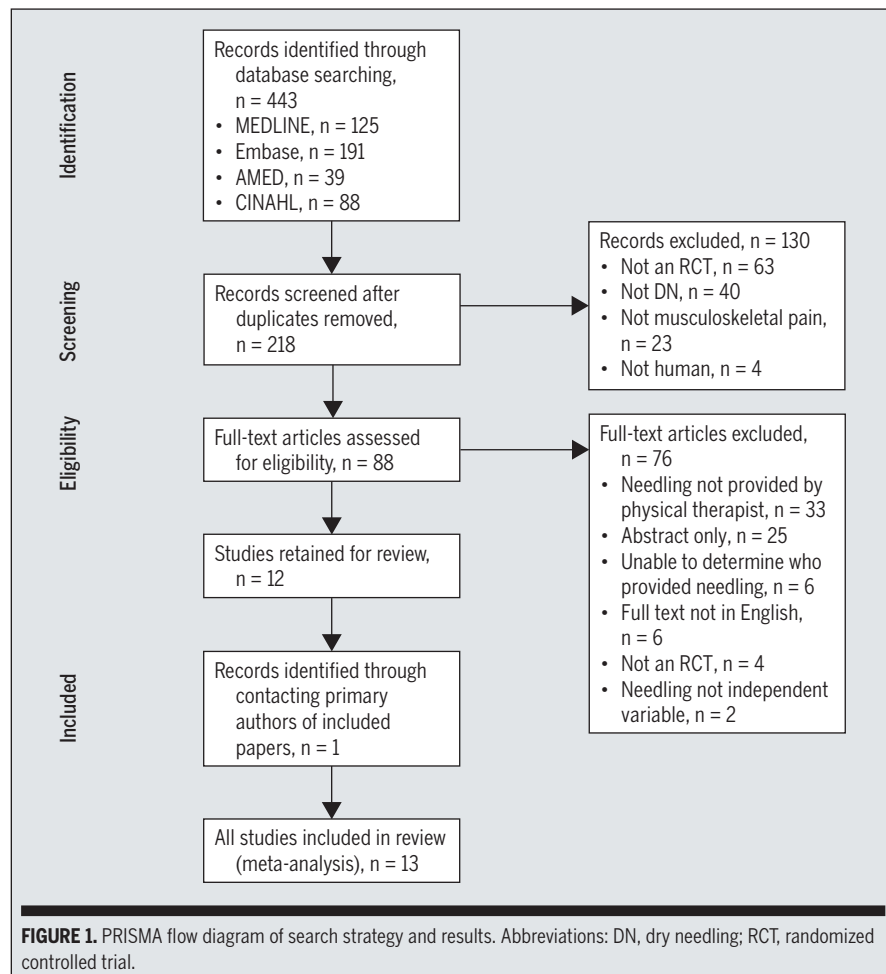 Identification
Records identified through
database searching,
n = 443
• MEDLINE, n = 125
• Embase, n = 191
• AMED, n = 39
• CINAHL, n = 88
Screening
Records screened after
duplicates removed,
n = 218
Records excluded, n = 130
• Not an RCT, n = 63
• Not DN, n = 40
• Not musculoskeletal pain,
n = 23
• Not human, n = 4
Eligibility
Full-text articles assessed
for eligibility, n = 88
Full-text articles excluded,
n = 76
• Needling not provided by
physical therapist, n = 33
• Abstract only, n = 25
• Unable to determine who
provided needling, n = 6
• Full text not in English,
n = 6
• Not an RCT, n = 4
• Needling not independent
variable, n = 2
Studies retained for review,
n = 12
Included
Records identified through
contacting primary
authors of included
papers, n = 1
All studies included in review
(meta-analysis), n = 13
FIGURE 1. PRISMA flow diagram of search strategy and results. Abbreviations: DN, dry needling; RCT, randomized
controlled trial.